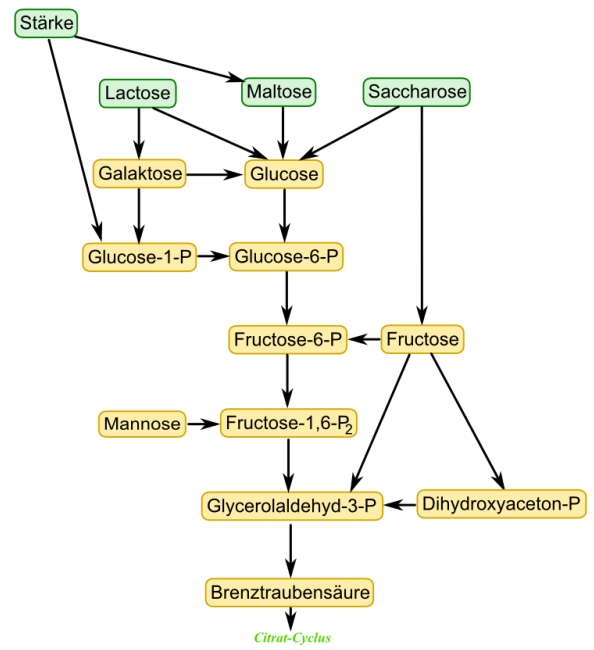 Stärke
Lactose
Maltose
Saccharose
Galaktose
Glucose
Glucose-1-P
Glucose-6-P
Fructose-6-P
Fructose
Mannose
Fructose-1,6-P2
Glycerolaldehyd-3-P
Dihydroxyaceton-P
Brenztraubensäure
Citrat-Cyclus